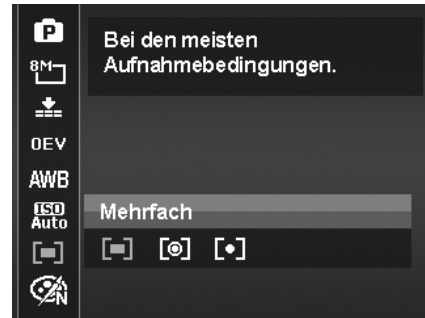 P
Bei den meisten
Aufnahmebedingungen.
8M
0EV
AWB
ISO
Auto
Mehrfach
N